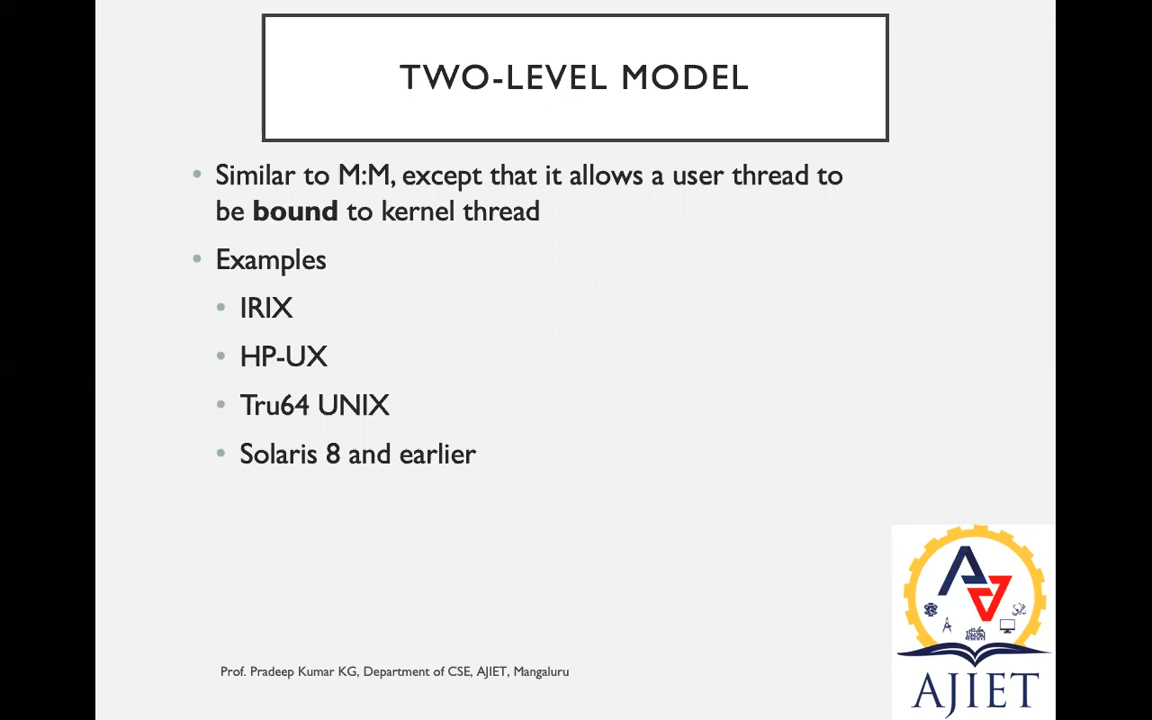 TWO-LEVEL MODEL
• Similar to M:M, except that it allows a user thread to
be bound to kernel thread
• Examples
• IRIX
• HP-UX
• Tru64 UNIX
• Solaris 8 and earlier
Prof. Pradeep Kumar KG, Department of CSE, AJIET, Mangaluru
AJIET